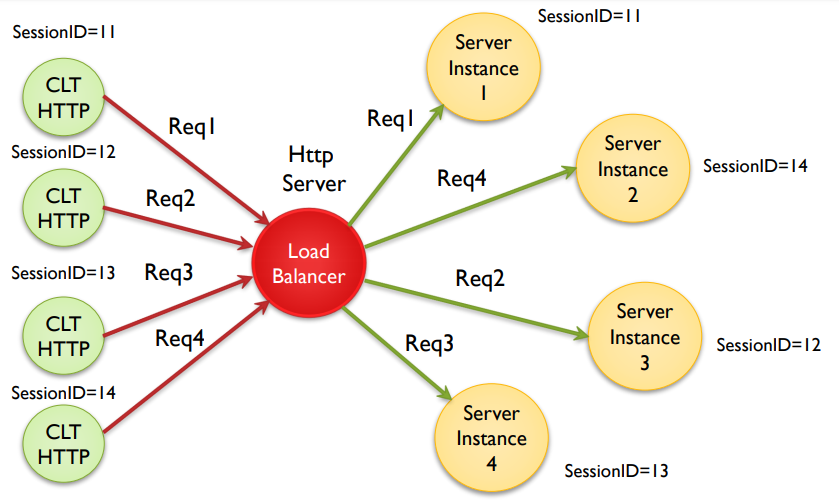 SessionID=11
CLT
HTTP
Req1
SessionID=12
CLT
HTTP
Req2
SessionID=13
CLT
HTTP
Req3
SessionID=14
CLT
HTTP
Req4
Http
Server
Load
Balancer
Req1
SessionID=11
Server
Instance
1
Req4
Server
Instance
2
SessionID=14
Req2
Server
Instance
3
SessionID=12
Req3
Server
Instance
4
SessionID=13